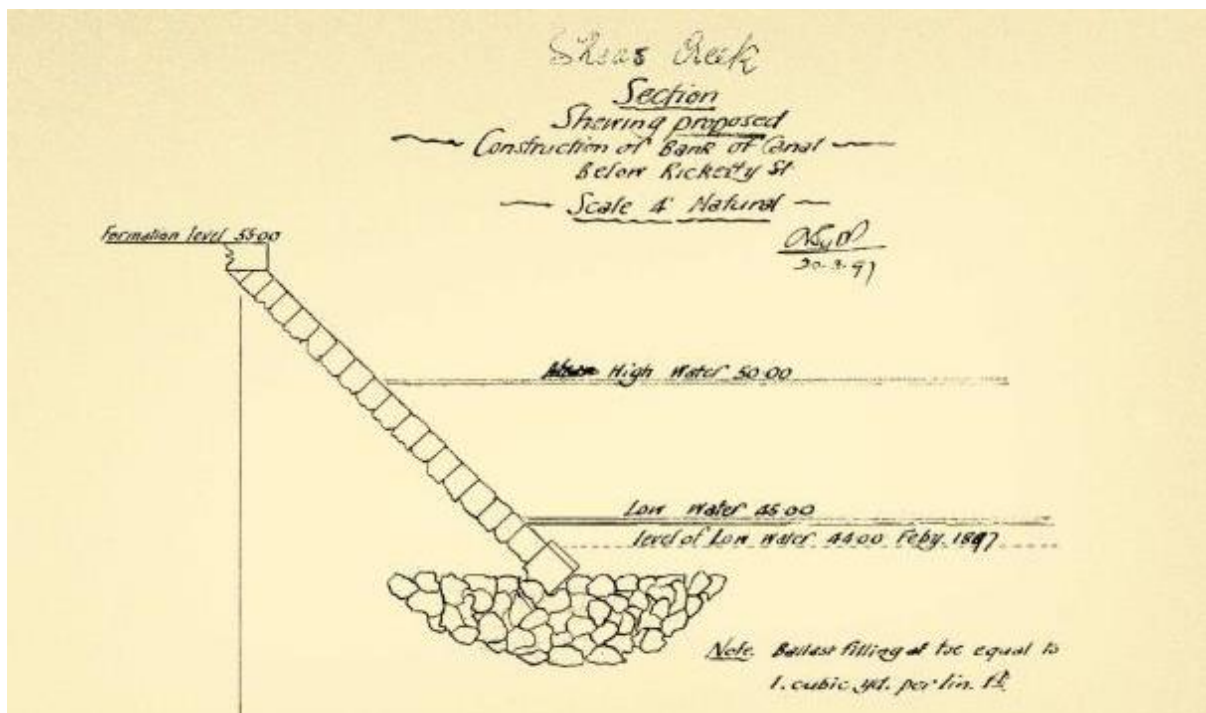 Sheas Creek
Section
Shewing proposed
Construction of Bank of Canal
Below Ricketty St
Scale 4' Natural
20·3·97
Formation level 55·00
High Water 50·00
Low Water 45·00
level of Low Water 44·00 Feby. 1897
Note. Ballast filling at toe equal to
1. cubic yd. per lin. ft